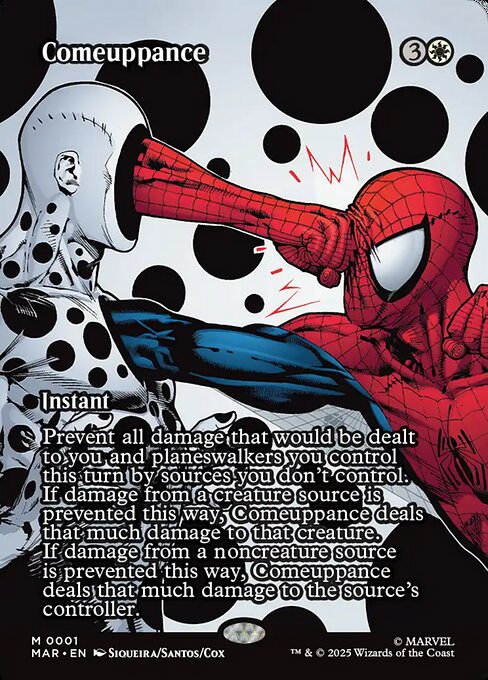 Comeuppance 3
Instant
Prevent all damage that would be dealt
to you and planeswalkers you control
this turn by sources you don't control.
If damage from a creature source is
prevented this way, Comeuppance deals
that much damage to that creature.
If damage from a noncreature source
is prevented this way, Comeuppance
deals that much damage to the source's
controller.
M 0001
MAR • EN Siqueira/Santos/Cox
© MARVEL
™ & © 2025 Wizards of the Coast